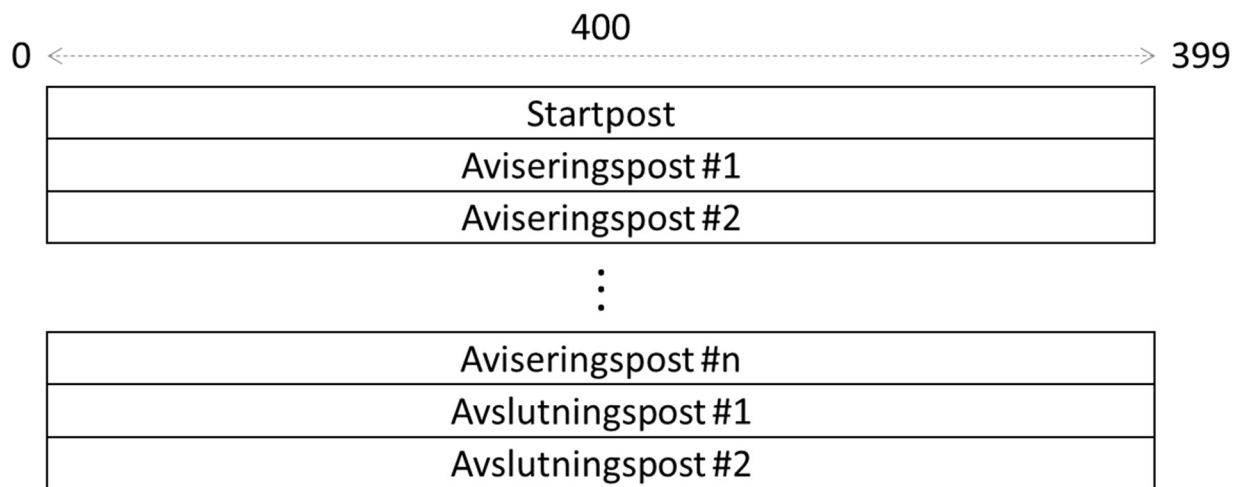 400
0 399
Startpost
Aviseringspost #1
Aviseringspost #2
Aviseringspost #n
Avslutningspost #1
Avslutningspost #2